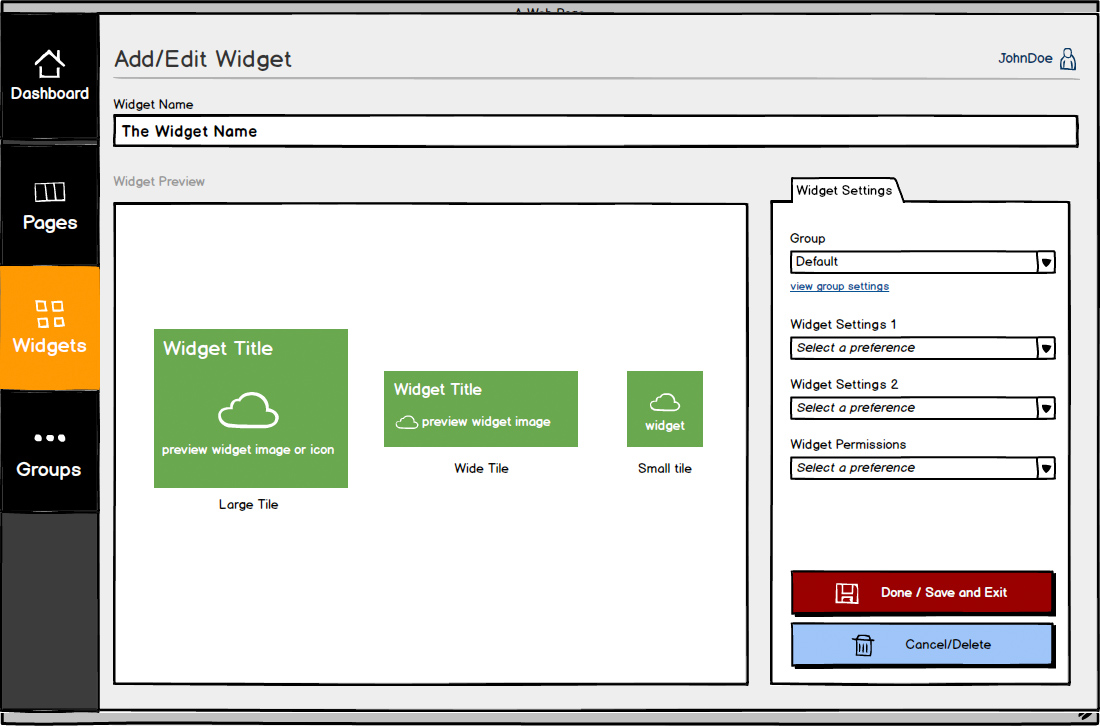 A Web Page
Dashboard
Pages
Widgets
Groups
Add/Edit Widget
JohnDoe
Widget Name
The Widget Name
Widget Preview
Widget Title
preview widget image or icon
Large Tile
Widget Title
preview widget image
Wide Tile
widget
Small tile
Widget Settings
Group
Default
view group settings
Widget Settings 1
Select a preference
Widget Settings 2
Select a preference
Widget Permissions
Select a preference
Done / Save and Exit
Cancel/Delete